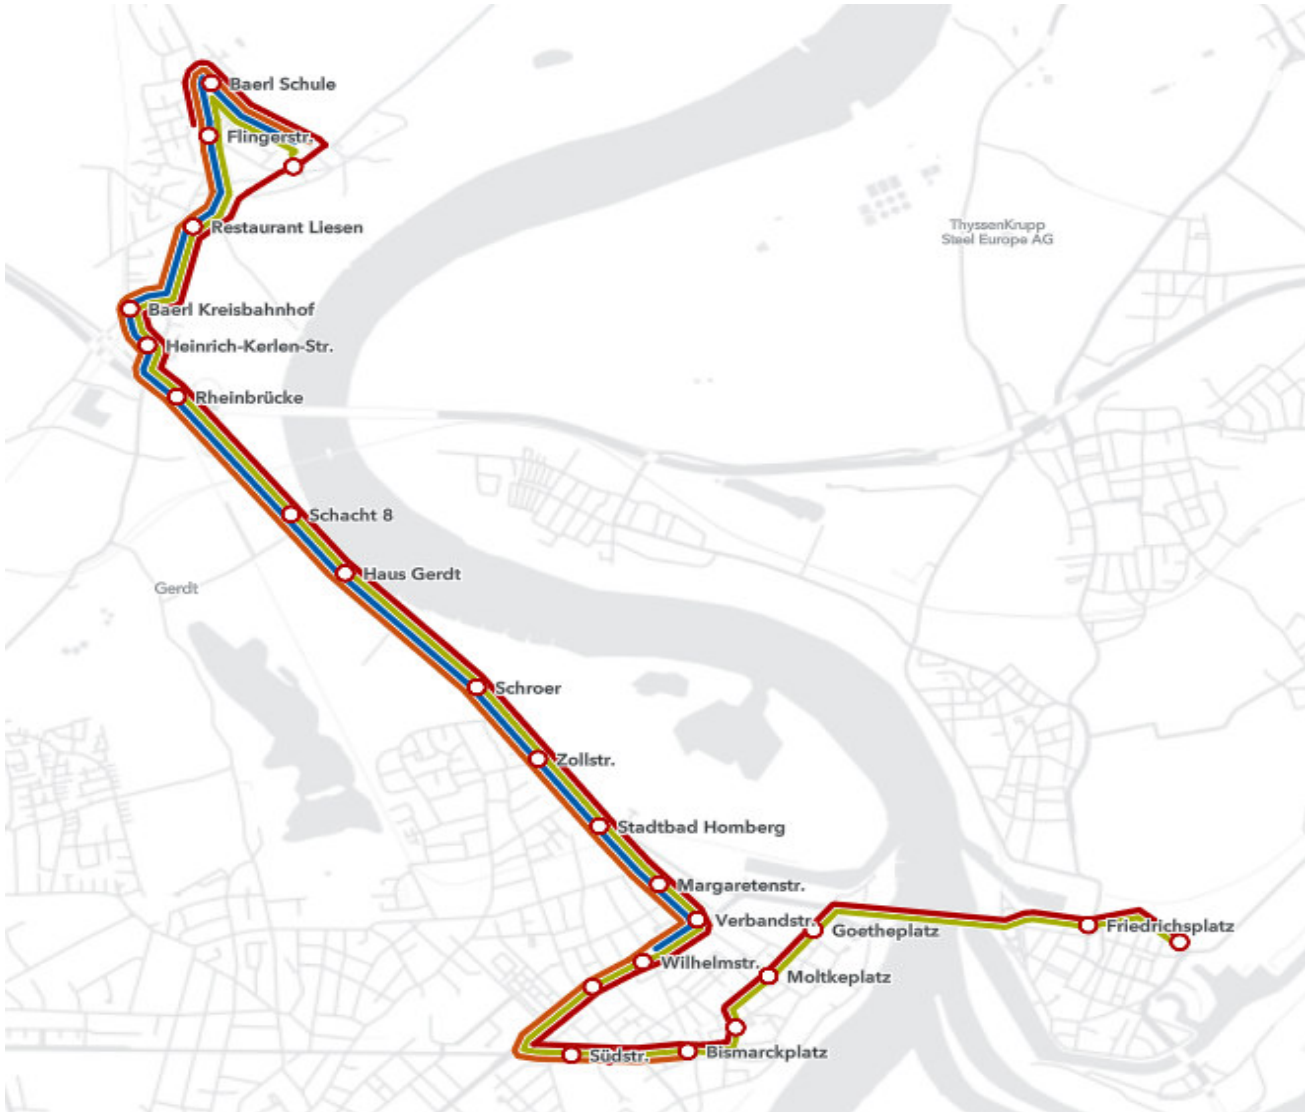 Baerl Schule
Flingerstr.
Restaurant Liesen
ThyssenKrupp
Steel Europe AG
Baerl Kreisbahnhof
Heinrich-Kerlen-Str.
Rheinbrücke
Schacht 8
Haus Gerdt
Gerdt
Schroer
Zollstr.
Stadtbad Homberg
Margaretenstr.
Verbandstr.
Goetheplatz
Friedrichsplatz
Wilhelmstr.
Moltkeplatz
Südstr.
Bismarckplatz